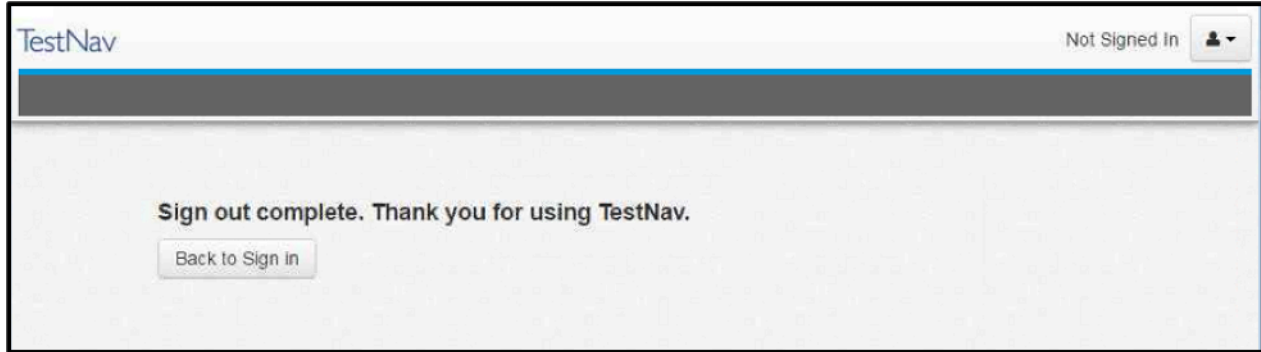 TestNav
Not Signed In
Sign out complete. Thank you for using TestNav.
Back to Sign in